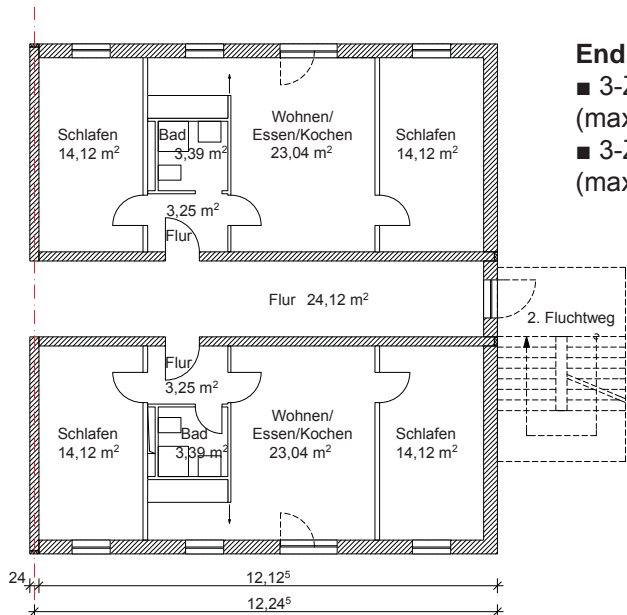 End
■ 3-Z
(max
■ 3-Z
(max
Schlafen
14,12 m²
Bad
3,39 m²
Wohnen/
Essen/Kochen
23,04 m²
Schlafen
14,12 m²
3,25 m²
Flur
Flur 24,12 m²
2. Fluchtweg
Flur
3,25 m²
Schlafen
14,12 m²
Bad
3,39 m²
Wohnen/
Essen/Kochen
23,04 m²
Schlafen
14,12 m²
24
12,12⁵
12,24⁵